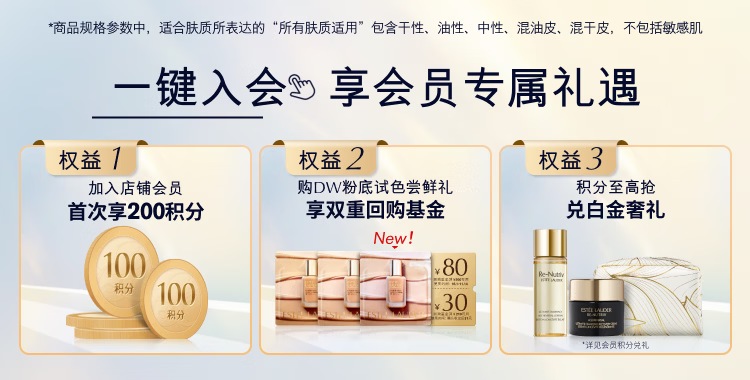 *商品规格参数中，适合肤质所表达的“所有肤质适用”包含干性、油性、中性、混油皮、混干皮，不包括敏感肌
一键入会 享会员专属礼遇
权益1
加入店铺会员
首次享200积分
100
积分
100
积分
权益2
购DW粉底试色尝鲜礼
享双重回购基金
New!
¥80
¥30
权益3
积分至高抢
兑白金奢礼
Re-Nutriv
ESTEE LAUDER
ESTEE LAUDER
RE-NUTRIV
*详见会员积分兑礼